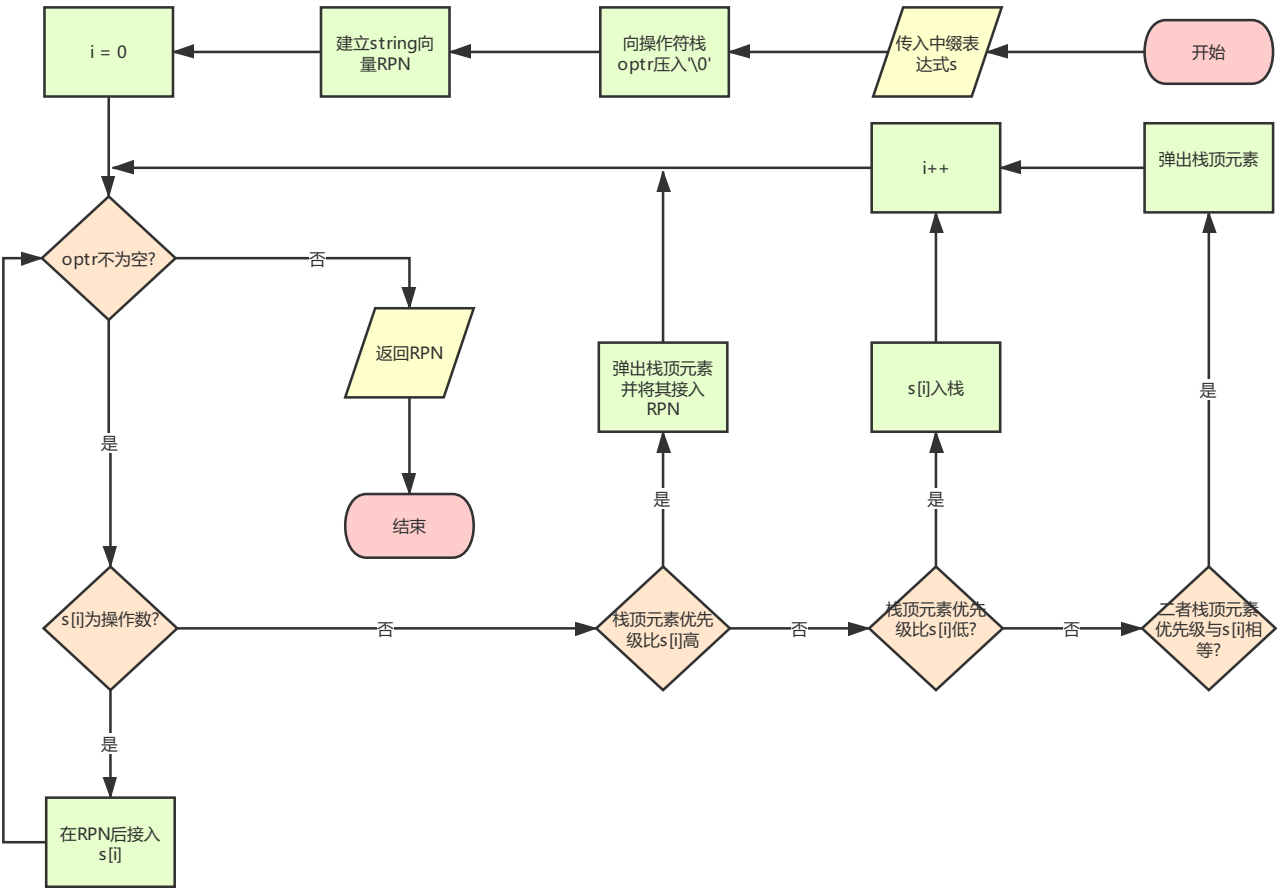 开始
传入中缀表
达式s
向操作符栈
optr压入'\0'
建立string向
量RPN
i = 0
弹出栈顶元素
i++
optr不为空?
否
返回RPN
结束
是
弹出栈顶元素
并将其接入
RPN
s[i]入栈
是
是
是
s[i]为操作数?
否
栈顶元素优先
级比s[i]高
否
栈顶元素优先
级比s[i]低?
否
二者栈顶元素
优先级与s[i]相
等?
是
在RPN后接入
s[i]